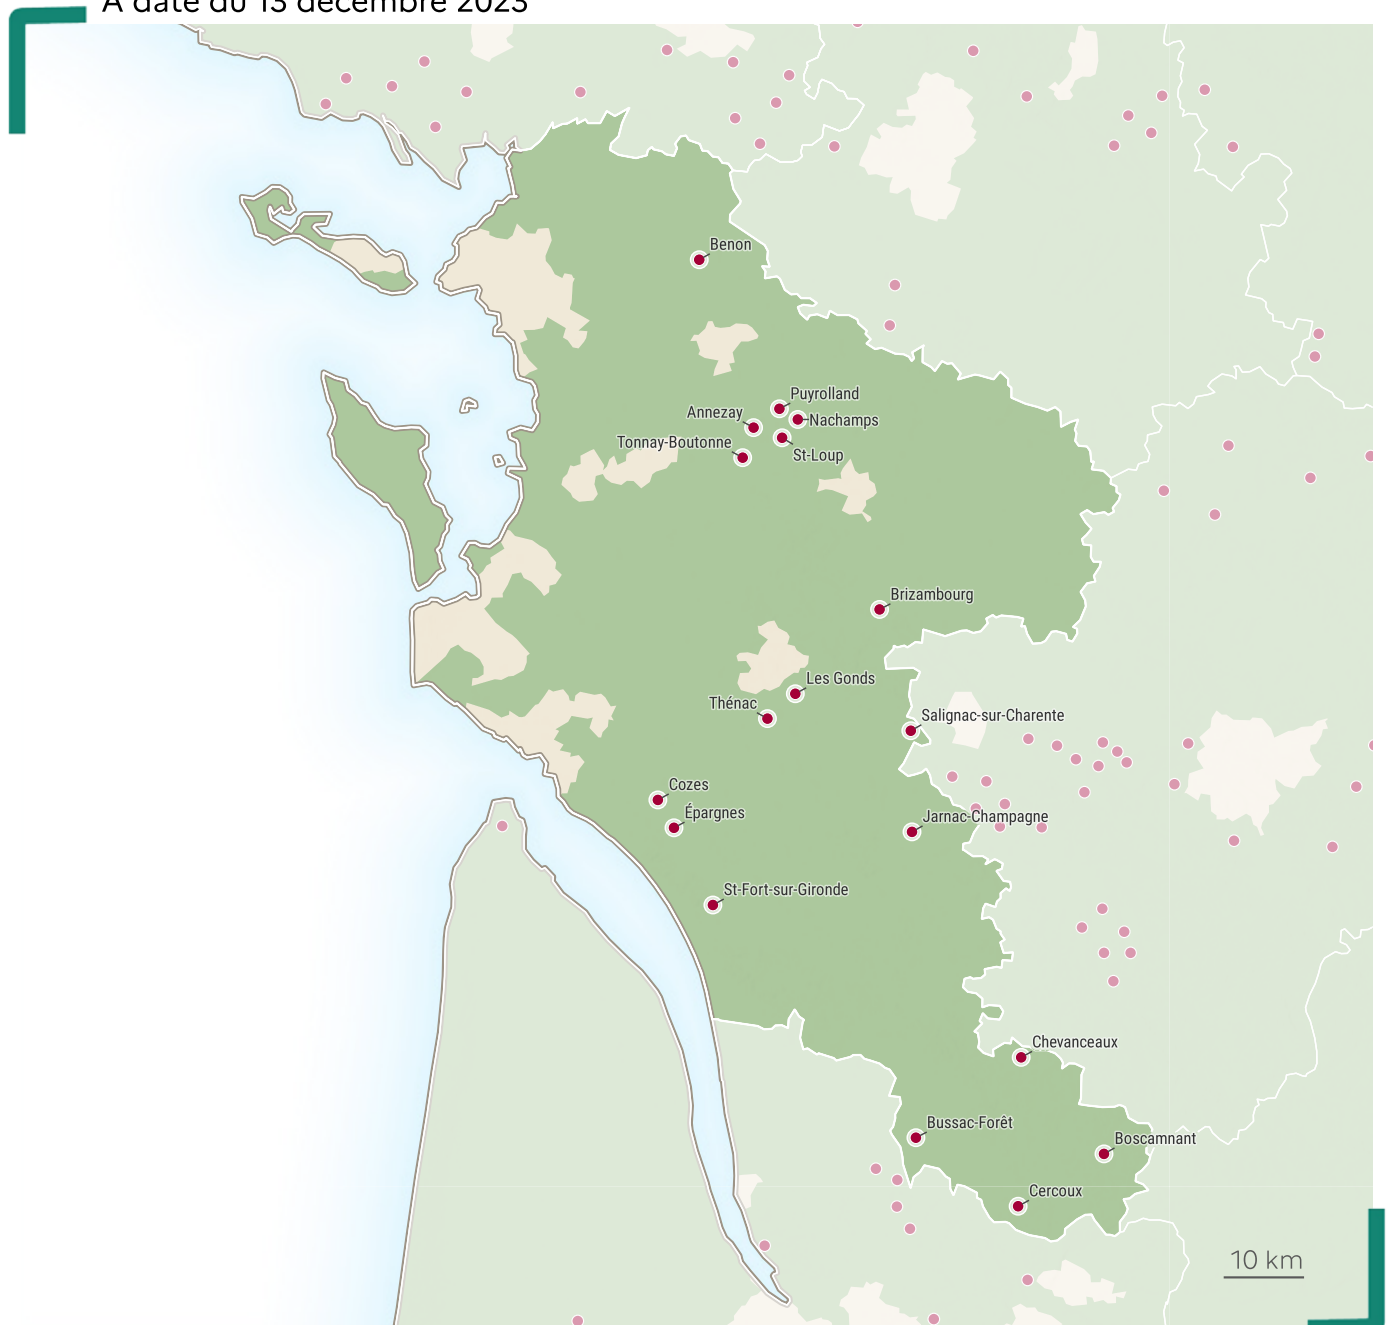 À date du 13 décembre 2023
Benon
Puyrolland
Annezay
Nachamps
Tonnay-Boutonne
St-Loup
Brizambourg
Les Gonds
Thénac
Salignac-sur-Charente
Cozes
Épargnes
Jarnac-Champagne
St-Fort-sur-Gironde
Chevanceaux
Bussac-Forêt
Boscamnant
Cercoux
10 km